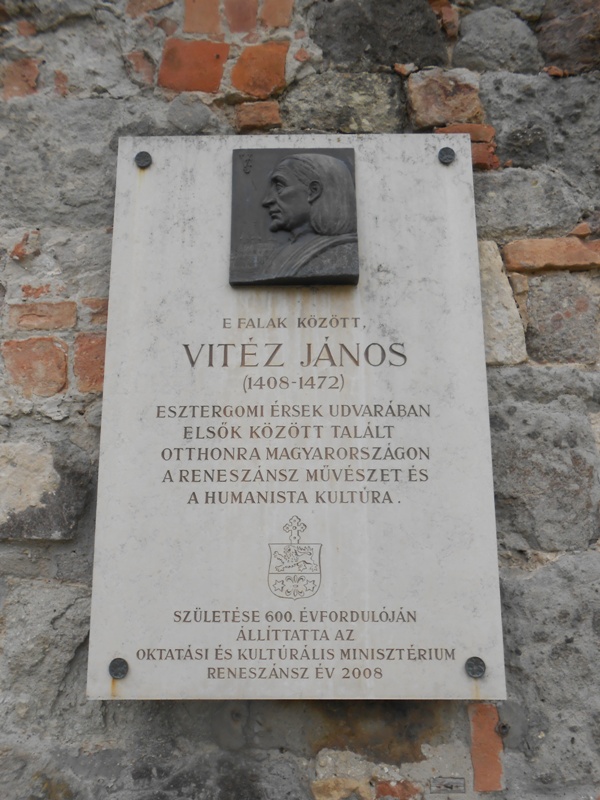 E FALAK KÖZÖTT,
VITÉZ JÁNOS
(1408-1472)
ESZTERGOMI ÉRSEK UDVARÁBAN
ELSŐK KÖZÖTT TALÁLT
OTTHONRA MAGYARORSZÁGON
A RENESZÁNSZ MŰVÉSZET ÉS
A HUMANISTA KULTÚRA.
SZÜLETÉSE 600. ÉVFORDULÓJÁN
ÁLLÍTTATTA AZ
OKTATÁSI ÉS KULTÚRÁLIS MINISZTÉRIUM
RENESZÁNSZ ÉV 2008